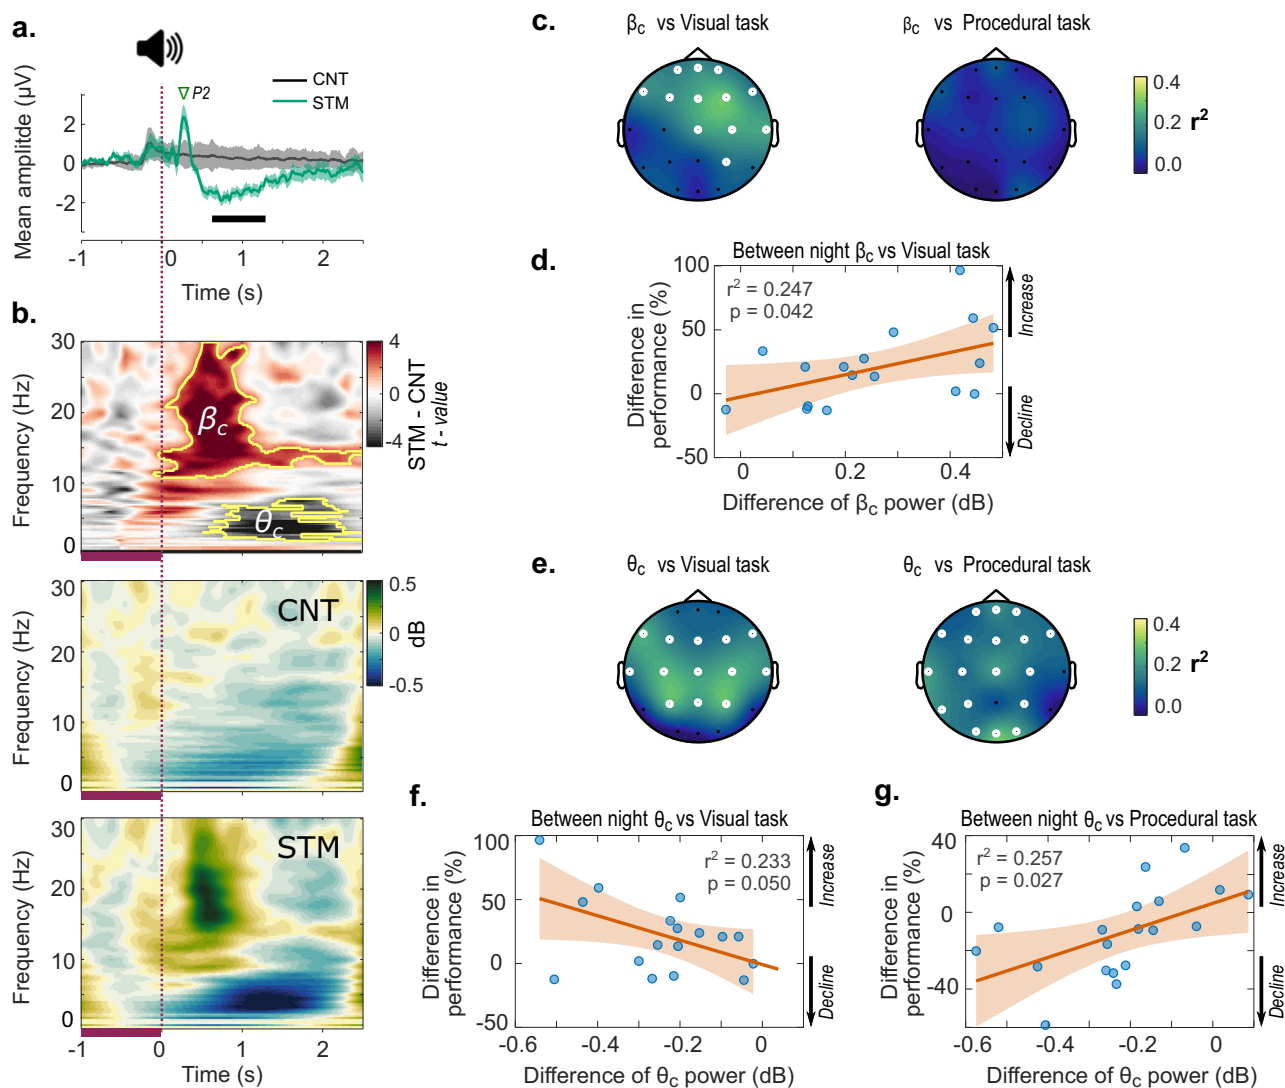 a.
CNT
STM
P2
Mean amplitde (µV)
2
0
-2
-1 0 1 2
Time (s)
b.
30
20
10
0
Frequency (Hz)
βc
θc
4
0
-4
STM - CNT
t - value
30
20
10
0
Frequency (Hz)
CNT
0.5
0
-0.5
dB
30
20
10
0
Frequency (Hz)
STM
-1 0 1 2
Time (s)
c.
βc vs Visual task
βc vs Procedural task
0.4
0.2
0.0
r²
d.
Between night βc vs Visual task
r² = 0.247
p = 0.042
100
50
0
-50
Difference in
performance (%)
Increase
Decline
0 0.2 0.4
Difference of βc power (dB)
e.
θc vs Visual task
θc vs Procedural task
0.4
0.2
0.0
r²
f.
Between night θc vs Visual task
r² = 0.233
p = 0.050
100
50
0
-50
Difference in
performance (%)
Increase
Decline
-0.6 -0.4 -0.2 0
Difference of θc power (dB)
g.
Between night θc vs Procedural task
r² = 0.257
p = 0.027
40
0
-40
Difference in
performance (%)
Increase
Decline
-0.6 -0.4 -0.2 0
Difference of θc power (dB)